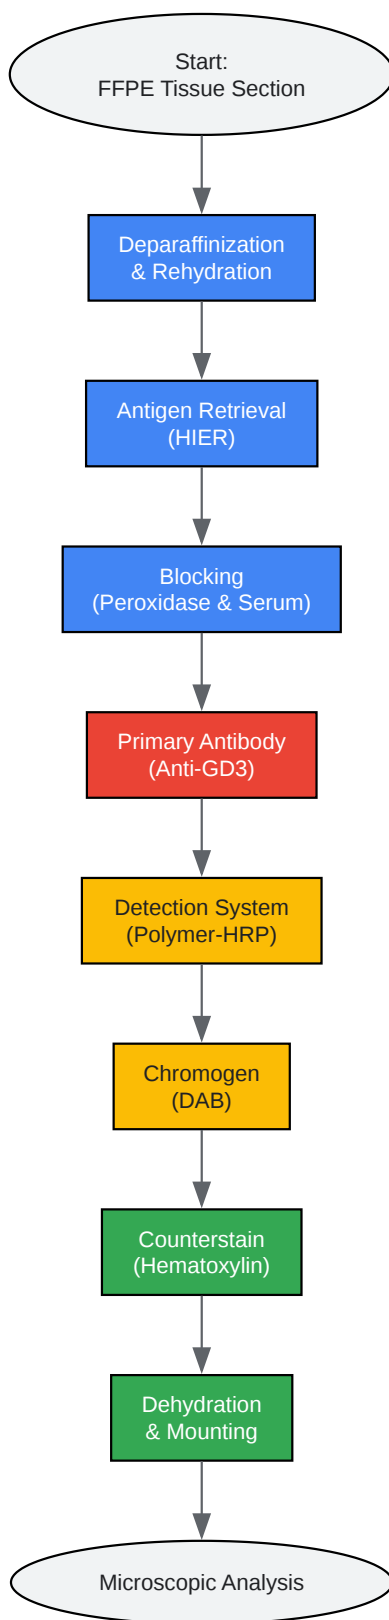 Start:
FFPE Tissue Section
Deparaffinization
& Rehydration
Antigen Retrieval
(HIER)
Blocking
(Peroxidase & Serum)
Primary Antibody
(Anti-GD3)
Detection System
(Polymer-HRP)
Chromogen
(DAB)
Counterstain
(Hematoxylin)
Dehydration
& Mounting
Microscopic Analysis